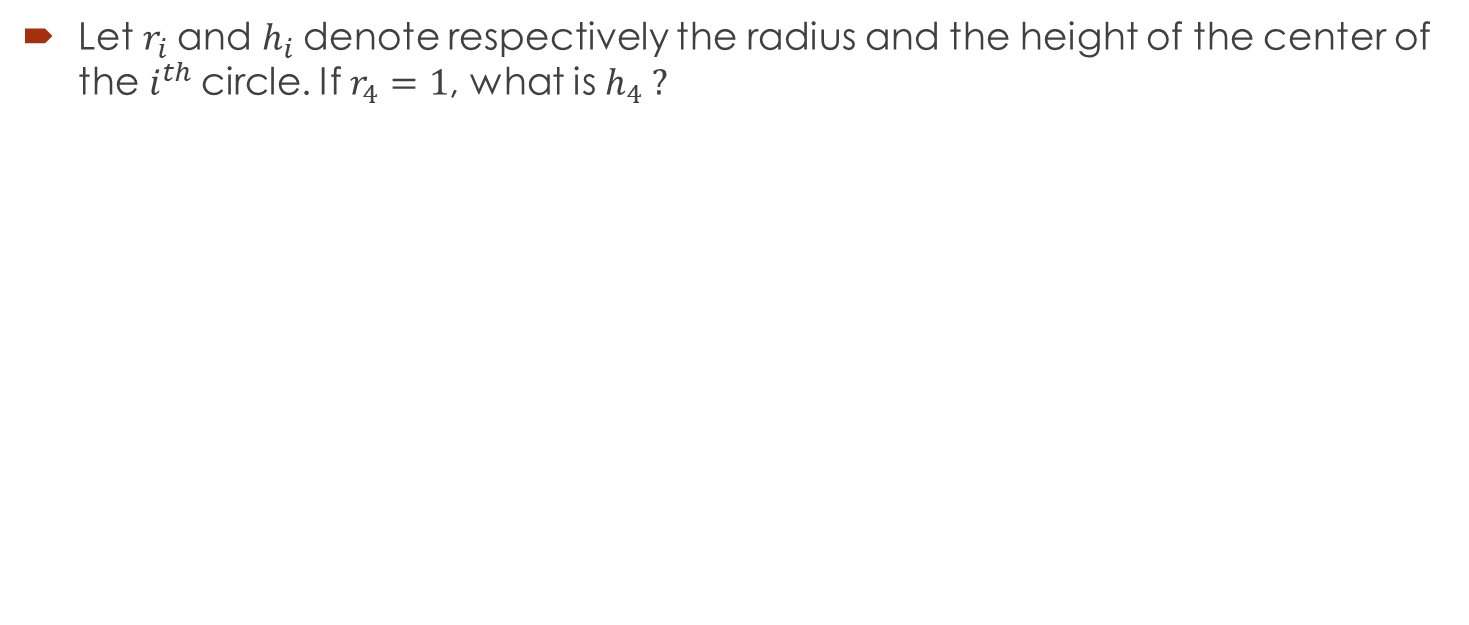 Let rᵢ and hᵢ denote respectively the radius and the height of the center of
the iᵗʰ circle. If r₄ = 1, what is h₄ ?